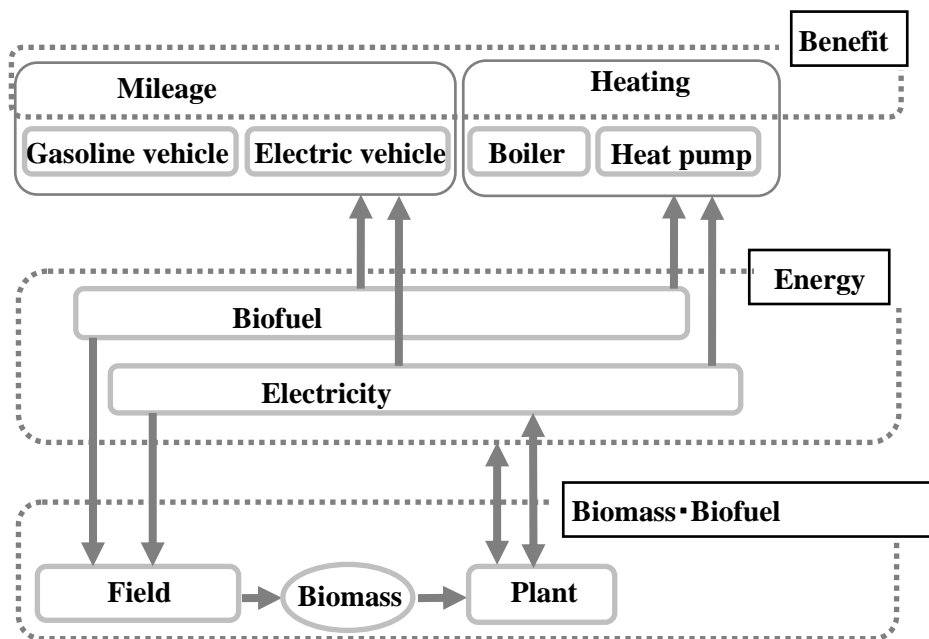 Benefit
Mileage
Heating
Gasoline vehicle
Electric vehicle
Boiler
Heat pump
Energy
Biofuel
Electricity
Biomass・Biofuel
Field
Biomass
Plant